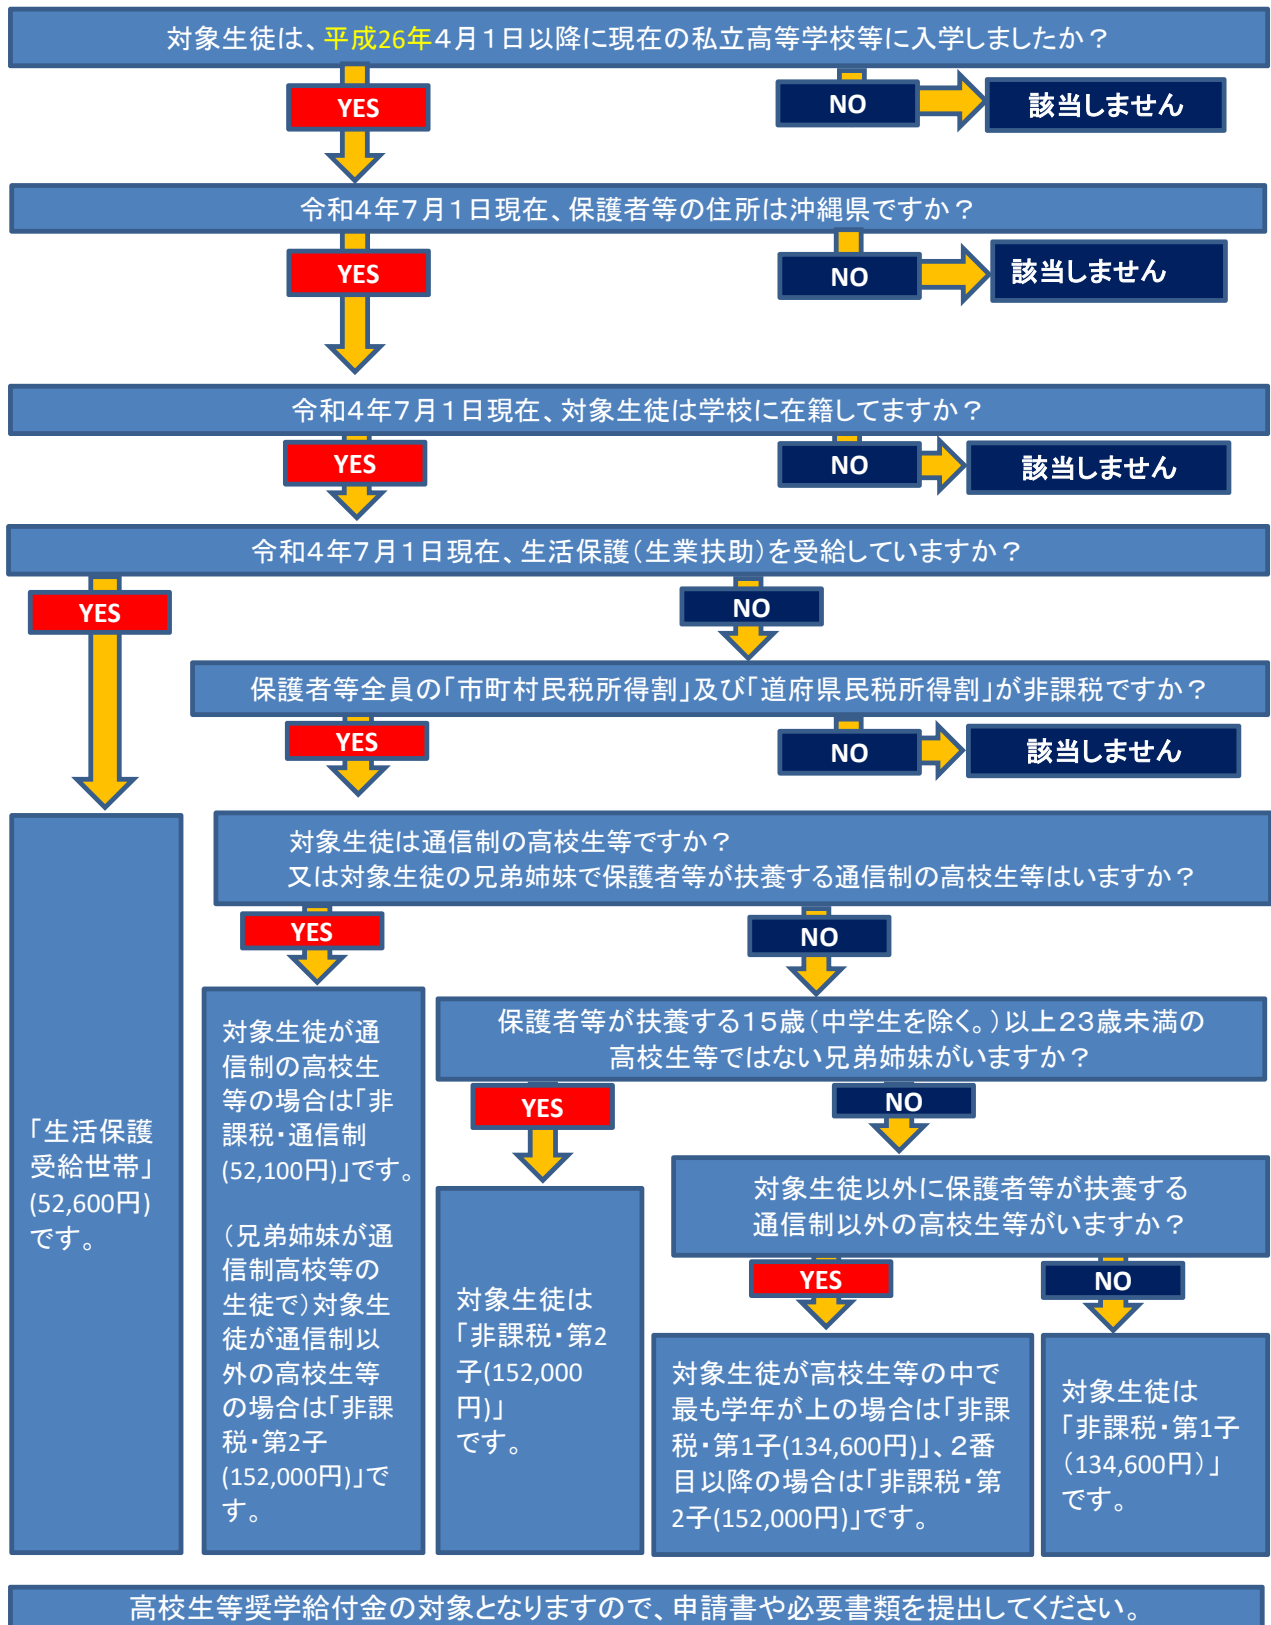 対象生徒は、平成26年４月１日以降に現在の私立高等学校等に入学しましたか？
YES
NO
該当しません
令和４年７月１日現在、保護者等の住所は沖縄県ですか？
YES
NO
該当しません
令和４年７月１日現在、対象生徒は学校に在籍してますか？
YES
NO
該当しません
令和４年７月１日現在、生活保護（生業扶助）を受給していますか？
YES
NO
保護者等全員の「市町村民税所得割」及び「道府県民税所得割」が非課税ですか？
YES
NO
該当しません
対象生徒は通信制の高校生等ですか？
又は対象生徒の兄弟姉妹で保護者等が扶養する通信制の高校生等はいますか？
YES
NO
「生活保護
受給世帯」
(52,600円)
です。
対象生徒が通
信制の高校生
等の場合は「非
課税・通信制
(52,100円)」です。
（兄弟姉妹が通
信制高校等の
生徒で）対象生
徒が通信制以
外の高校生等
の場合は「非課
税・第2子
(152,000円)」で
す。
保護者等が扶養する１５歳（中学生を除く。）以上２３歳未満の
高校生等ではない兄弟姉妹がいますか？
YES
NO
対象生徒は
「非課税・第2
子(152,000
円)」
です。
対象生徒以外に保護者等が扶養する
通信制以外の高校生等がいますか？
YES
NO
対象生徒が高校生等の中で
最も学年が上の場合は「非課
税・第1子(134,600円)」、２番
目以降の場合は「非課税・第
2子(152,000円)」です。
対象生徒は
「非課税・第1子
（134,600円）」
です。
高校生等奨学給付金の対象となりますので、申請書や必要書類を提出してください。